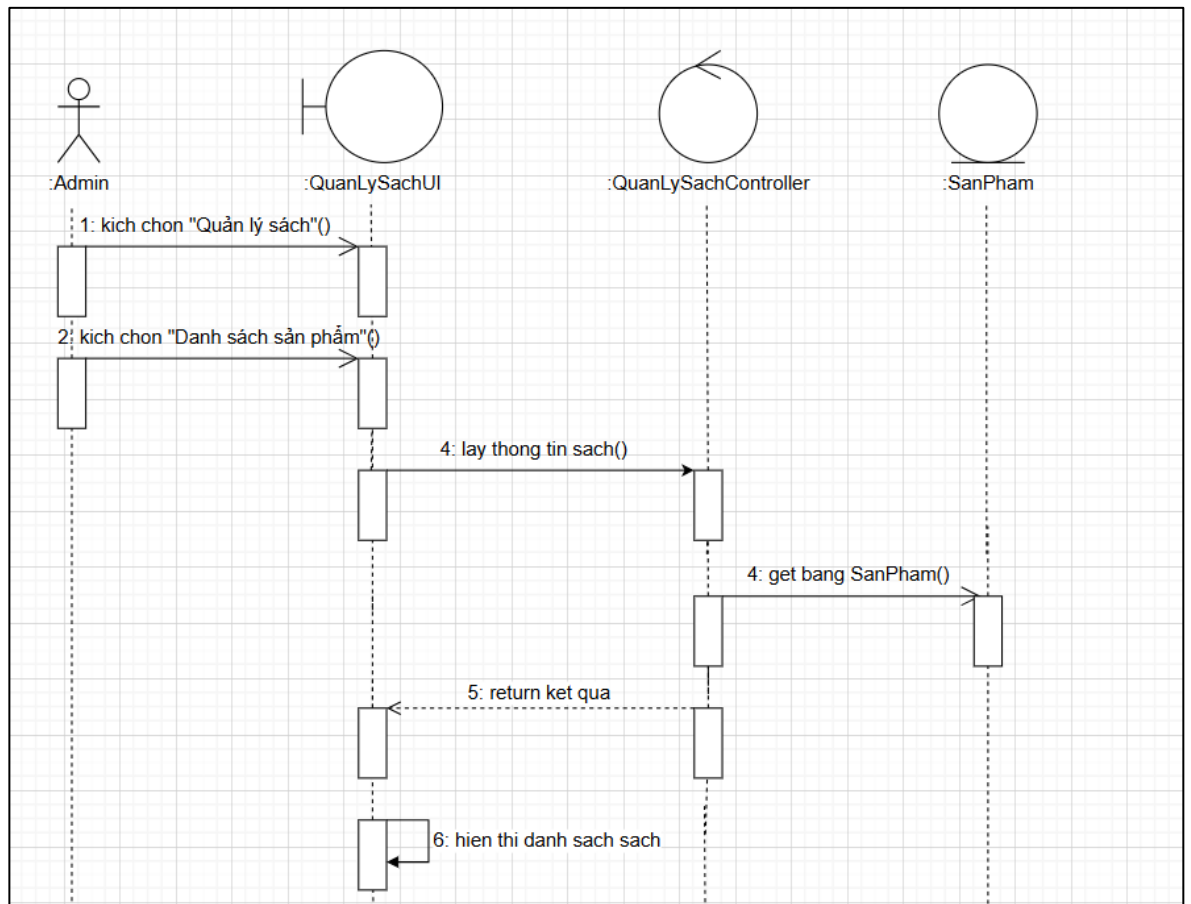 :Admin
:QuanLySachUI
:QuanLySachController
:SanPham
1: kich chon "Quản lý sách"()
2: kich chon "Danh sách sản phẩm"()
4: lay thong tin sach()
4: get bang SanPham()
5: return ket qua
6: hien thi danh sach sach